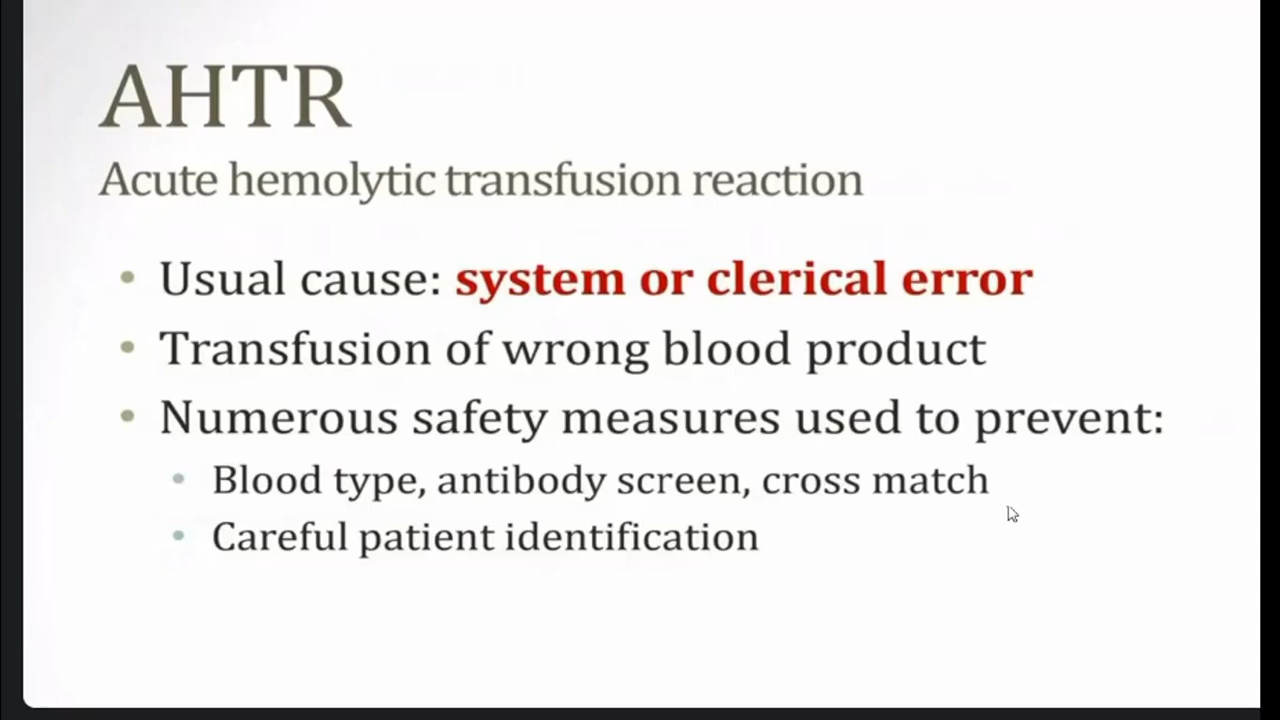 AHTR
Acute hemolytic transfusion reaction
• Usual cause: system or clerical error
• Transfusion of wrong blood product
• Numerous safety measures used to prevent:
• Blood type, antibody screen, cross match
• Careful patient identification